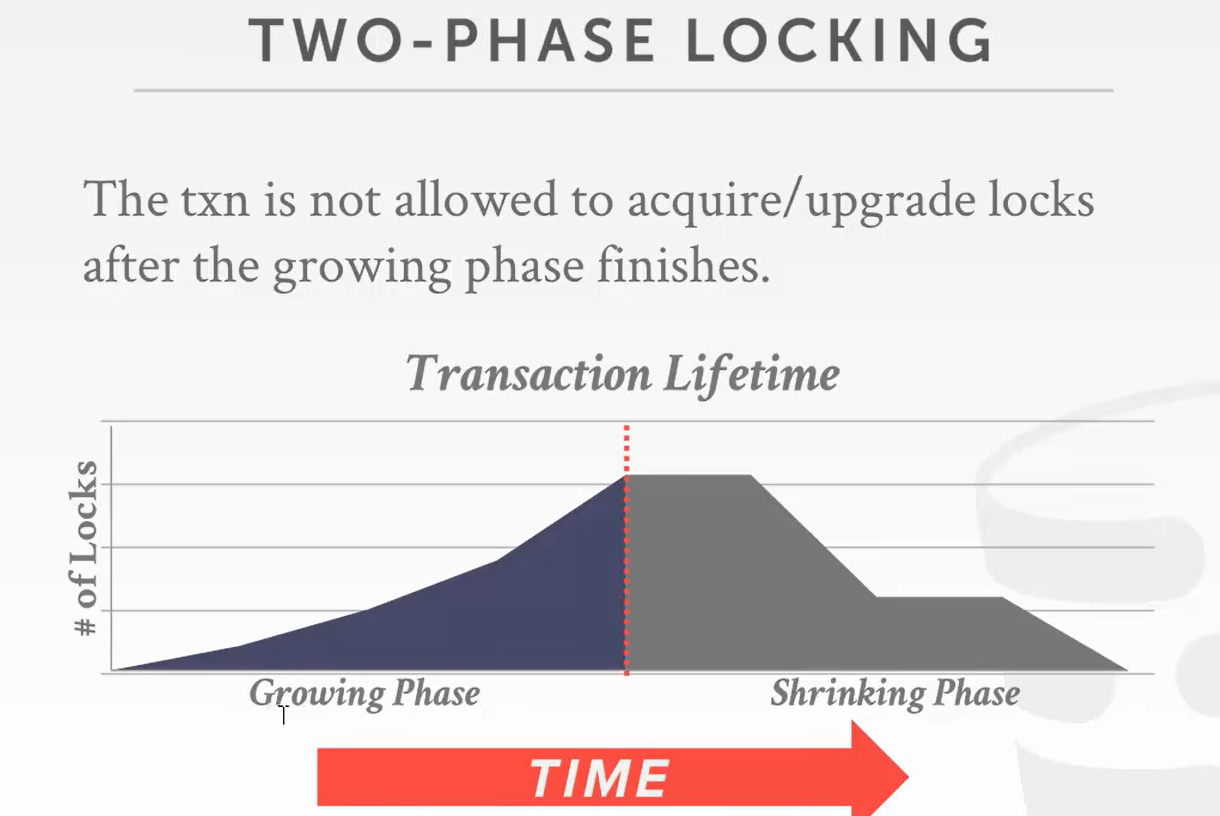 TWO-PHASE LOCKING
The txn is not allowed to acquire/upgrade locks
after the growing phase finishes.
Transaction Lifetime
# of Locks
Growing Phase
Shrinking Phase
TIME